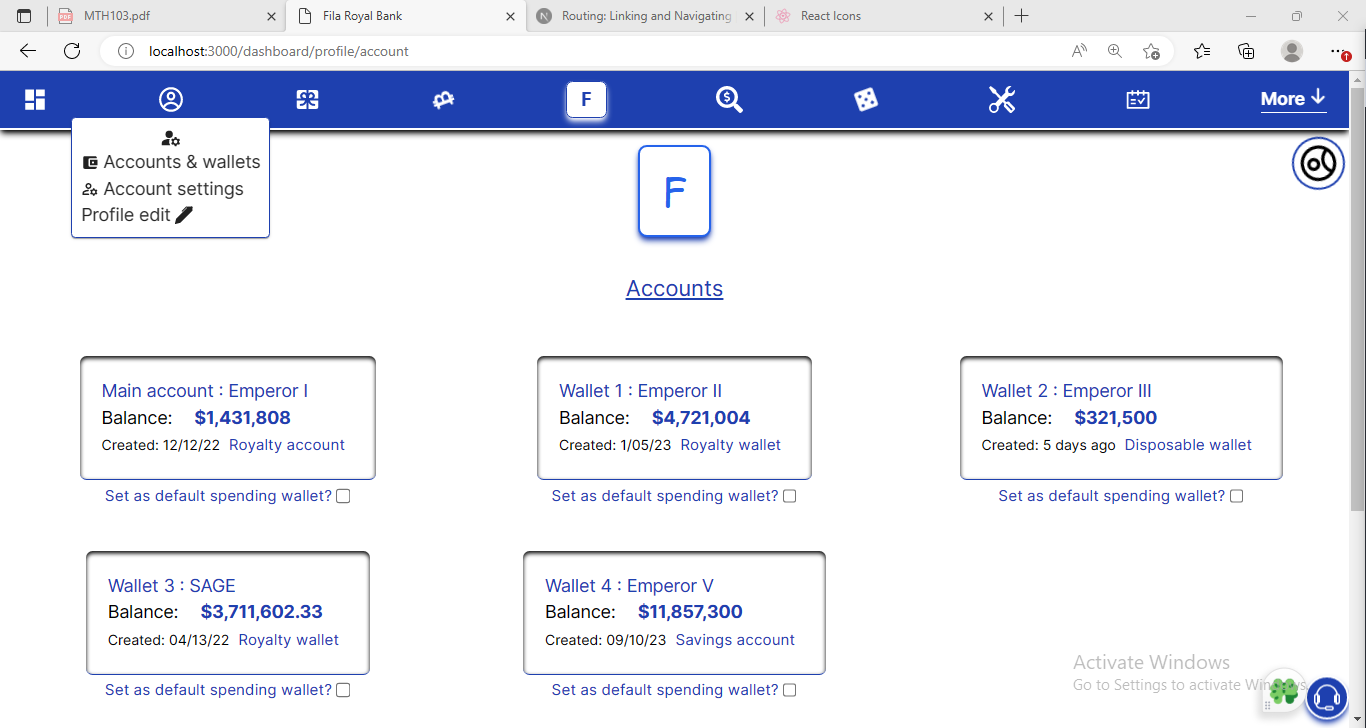 MTH103.pdf
Fila Royal Bank
Routing: Linking and Navigating
React Icons
localhost:3000/dashboard/profile/account
F
More
Accounts & wallets
Account settings
Profile edit
F
Accounts
Main account : Emperor I
Balance: $1,431,808
Created: 12/12/22 Royalty account
Set as default spending wallet?
Wallet 1 : Emperor II
Balance: $4,721,004
Created: 1/05/23 Royalty wallet
Set as default spending wallet?
Wallet 2 : Emperor III
Balance: $321,500
Created: 5 days ago Disposable wallet
Set as default spending wallet?
Wallet 3 : SAGE
Balance: $3,711,602.33
Created: 04/13/22 Royalty wallet
Set as default spending wallet?
Wallet 4 : Emperor V
Balance: $11,857,300
Created: 09/10/23 Savings account
Set as default spending wallet?
Activate Windows
Go to Settings to activate Windows.